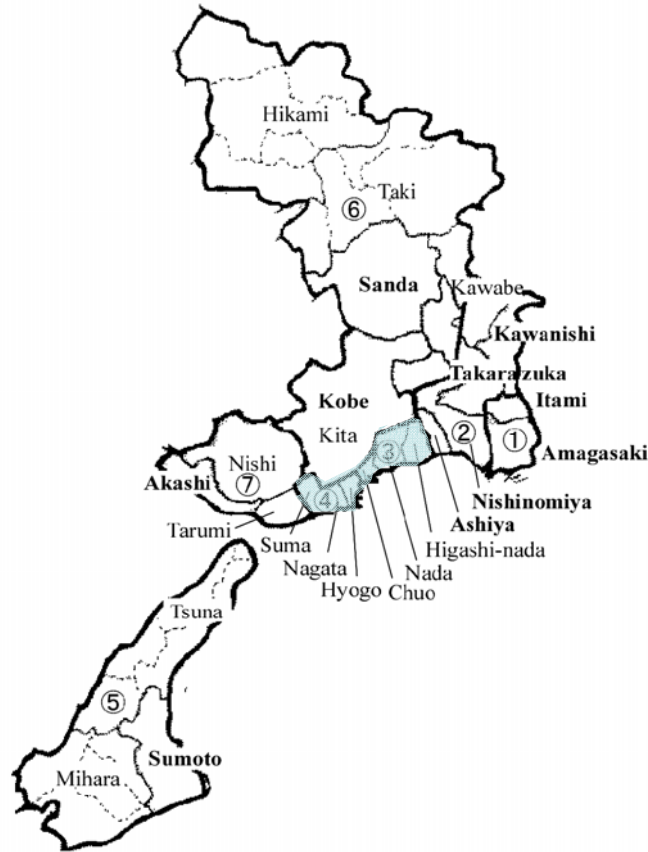 Hikami
Taki
⑥
Sanda
Kawabe
Kawanishi
Takarazuka
Kobe
Itami
Kita
③
②
①
Amagasaki
Nishi
⑦
Akashi
④
Nishinomiya
Ashiya
Tarumi
Suma
Higashi-nada
Nagata
Nada
Hyogo
Chuo
Tsuna
⑤
Sumoto
Mihara